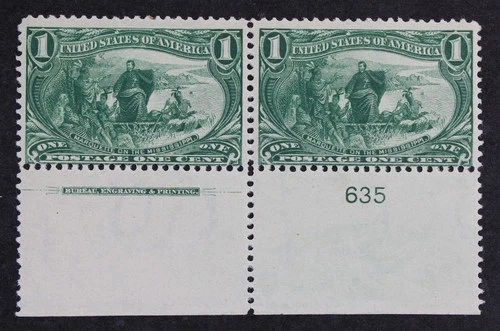 1 UNITED STATES OF AMERICA 1
MARQUETTE ON THE MISSISSIPPI
ONE POSTAGE ONE CENT ONE
1 UNITED STATES OF AMERICA 1
MARQUETTE ON THE MISSISSIPPI
ONE POSTAGE ONE CENT ONE
BUREAU, ENGRAVING & PRINTING.
635